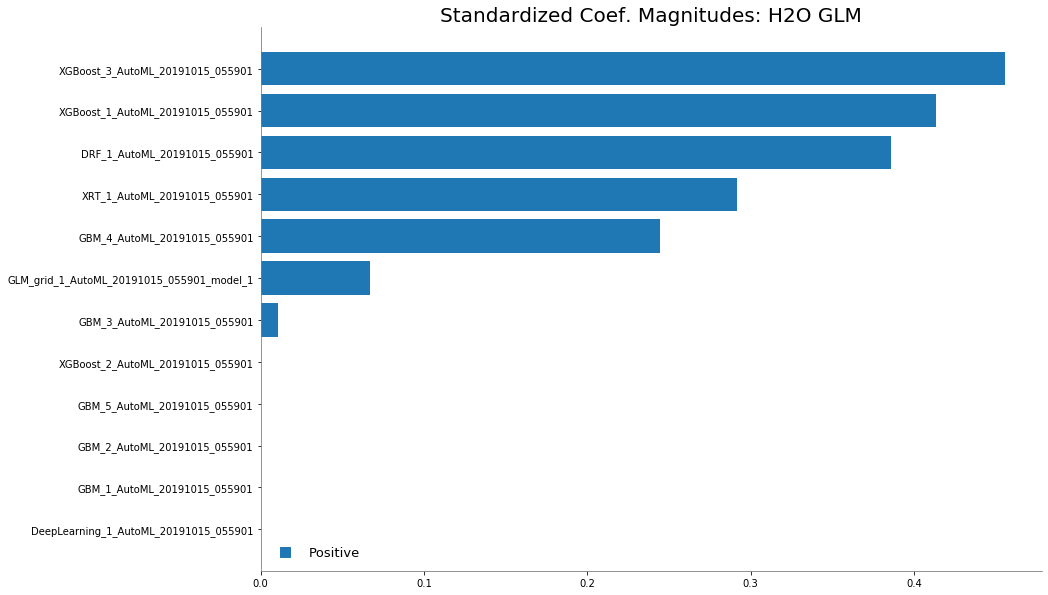 Standardized Coef. Magnitudes: H2O GLM
XGBoost_3_AutoML_20191015_055901
XGBoost_1_AutoML_20191015_055901
DRF_1_AutoML_20191015_055901
XRT_1_AutoML_20191015_055901
GBM_4_AutoML_20191015_055901
GLM_grid_1_AutoML_20191015_055901_model_1
GBM_3_AutoML_20191015_055901
XGBoost_2_AutoML_20191015_055901
GBM_5_AutoML_20191015_055901
GBM_2_AutoML_20191015_055901
GBM_1_AutoML_20191015_055901
DeepLearning_1_AutoML_20191015_055901
Positive
0.0 0.1 0.2 0.3 0.4